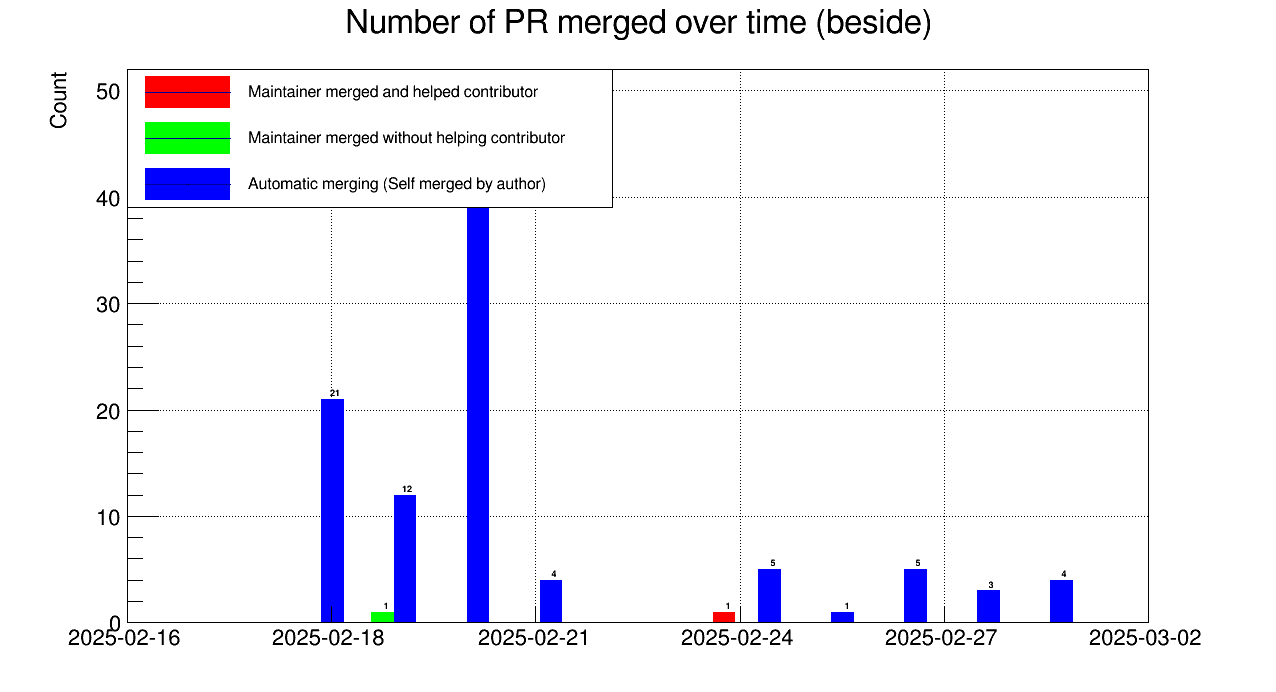 Number of PR merged over time (beside)
Count
50
40
30
20
10
0
Maintainer merged and helped contributor
Maintainer merged without helping contributor
Automatic merging (Self merged by author)
21
1
12
4
1
5
1
5
3
4
2025-02-16 2025-02-18 2025-02-21 2025-02-24 2025-02-27 2025-03-02